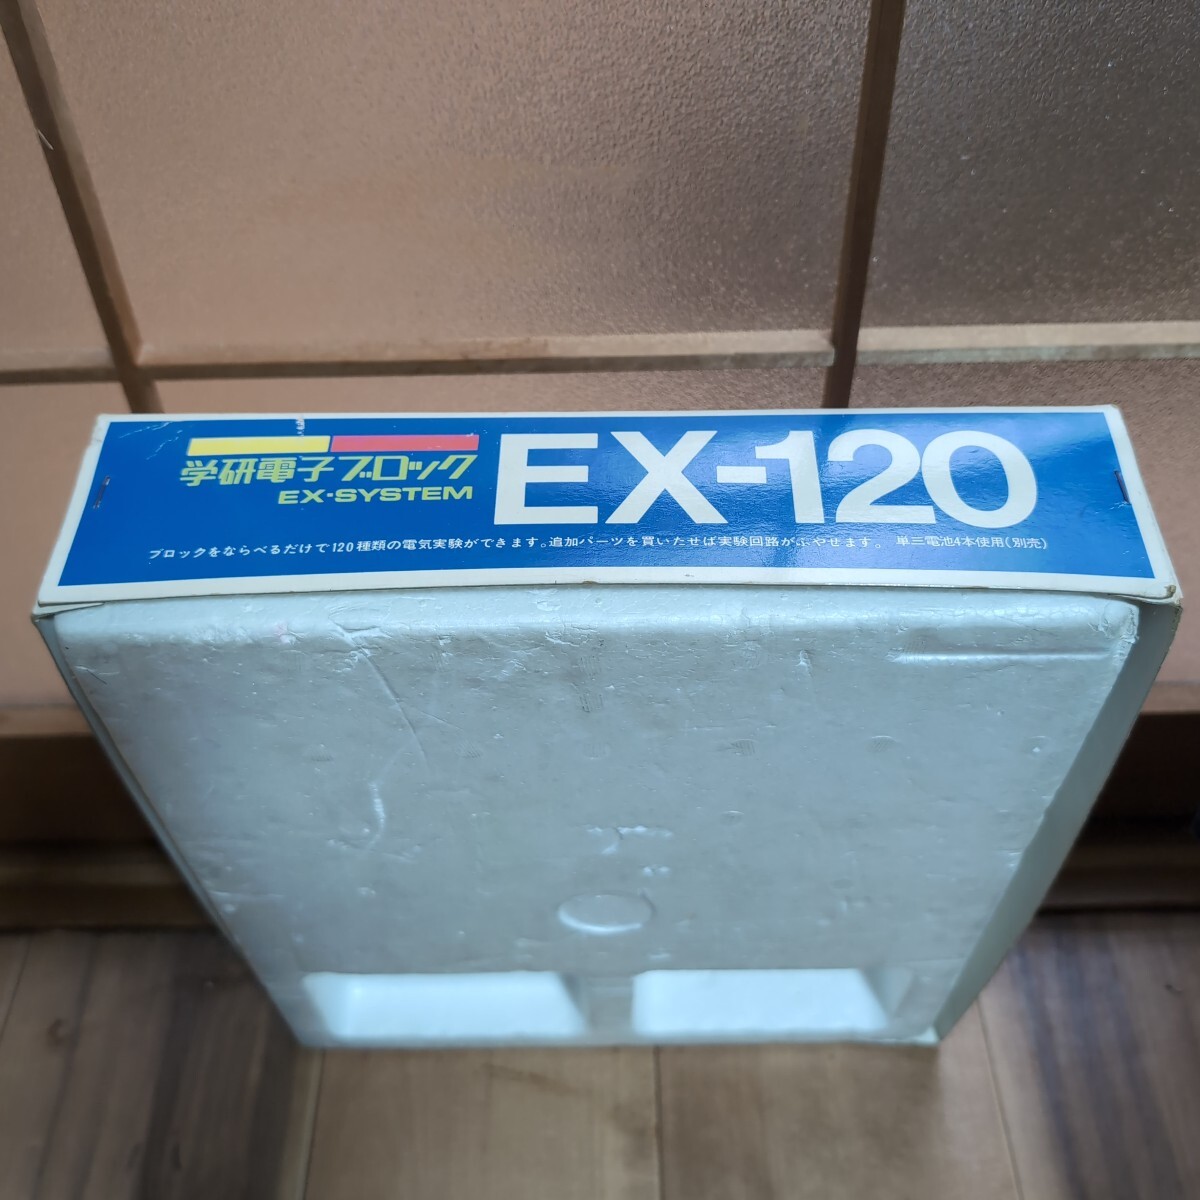 学研電子ブロック
EX-SYSTEM
EX-120
ブロックをならべるだけで120種類の電気実験ができます。追加パーツを買いたせば実験回路がふやせます。 単三電池4本使用(別売)